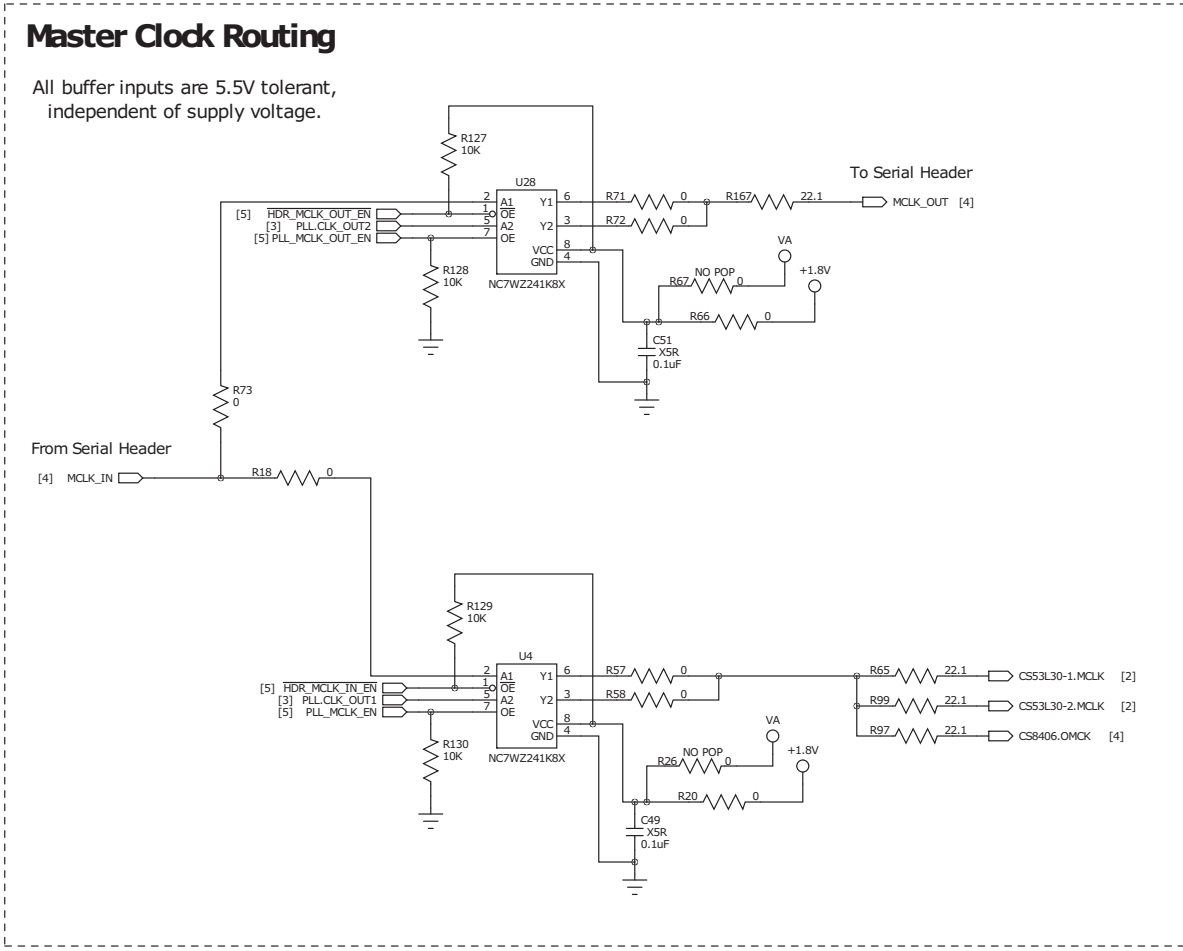 Master Clock Routing
All buffer inputs are 5.5V tolerant,
independent of supply voltage.
R127
10K
U28
2 A1 Y1 6
1 OE Y2 3
5 A2
7 OE VCC 8
GND 4
NC7WZ241K8X
[5] HDR_MCLK_OUT_EN
[3] PLL.CLK_OUT2
[5] PLL_MCLK_OUT_EN
R128
10K
R71 0
R72 0
R167 22.1
To Serial Header
MCLK_OUT [4]
VA
+1.8V
NO POP
R67 0
R66 0
C51
X5R
0.1uF
R73
0
From Serial Header
[4] MCLK_IN
R18 0
R129
10K
U4
2 A1 Y1 6
1 OE Y2 3
5 A2
7 OE VCC 8
GND 4
NC7WZ241K8X
[5] HDR_MCLK_IN_EN
[3] PLL.CLK_OUT1
[5] PLL_MCLK_EN
R130
10K
R57 0
R58 0
R65 22.1 CS53L30-1.MCLK [2]
R99 22.1 CS53L30-2.MCLK [2]
R97 22.1 CS8406.OMCK [4]
VA
+1.8V
NO POP
R26 0
R20 0
C49
X5R
0.1uF